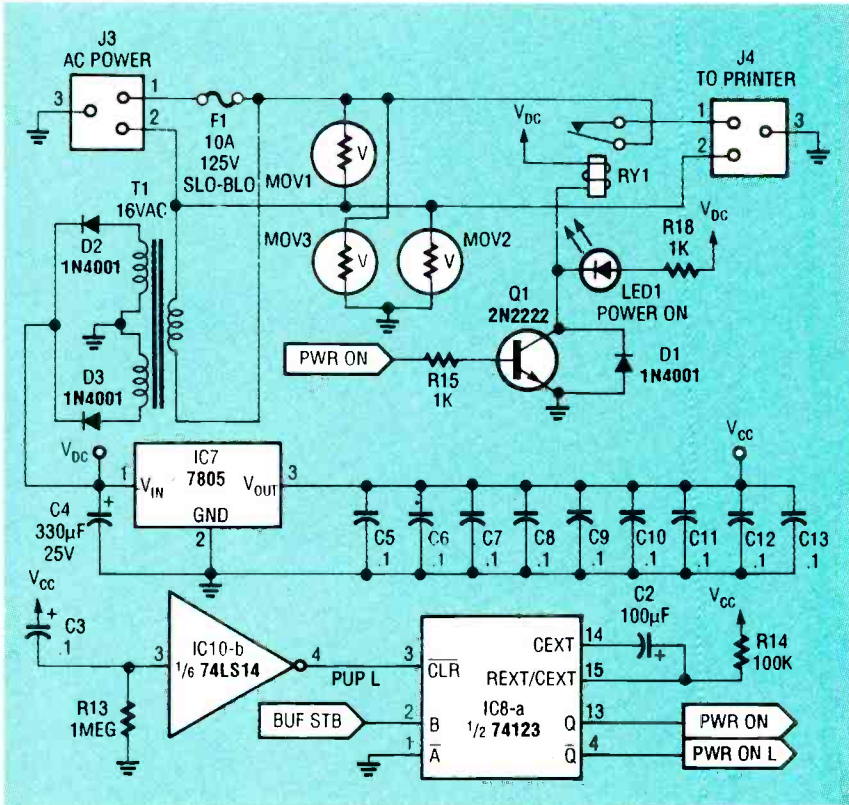 J3
AC POWER
1
3
2
F1
10A
125V
SLO-BLO
J4
TO PRINTER
1
3
2
V
MOV1
VDC
RY1
T1
16VAC
D2
1N4001
MOV3
V
V
MOV2
R18
1K
VDC
LED1
POWER ON
Q1
2N2222
PWR ON
R15
1K
D1
1N4001
D3
1N4001
VDC
1
VIN
IC7
7805
VOUT
3
GND
2
VCC
C4
330µF
25V
+
C5
.1
C6
.1
C7
.1
C8
.1
C9
.1
C10
.1
C11
.1
C12
.1
C13
.1
VCC
+
C3
.1
R13
1MEG
3
IC10-b
1/6 74LS14
4
PUP L
3
CLR
BUF STB
2
B
1
A
IC8-a
1/2 74123
CEXT
14
REXT/CEXT
15
Q
13
Q
4
C2
100µF
+
VCC
R14
100K
PWR ON
PWR ON L